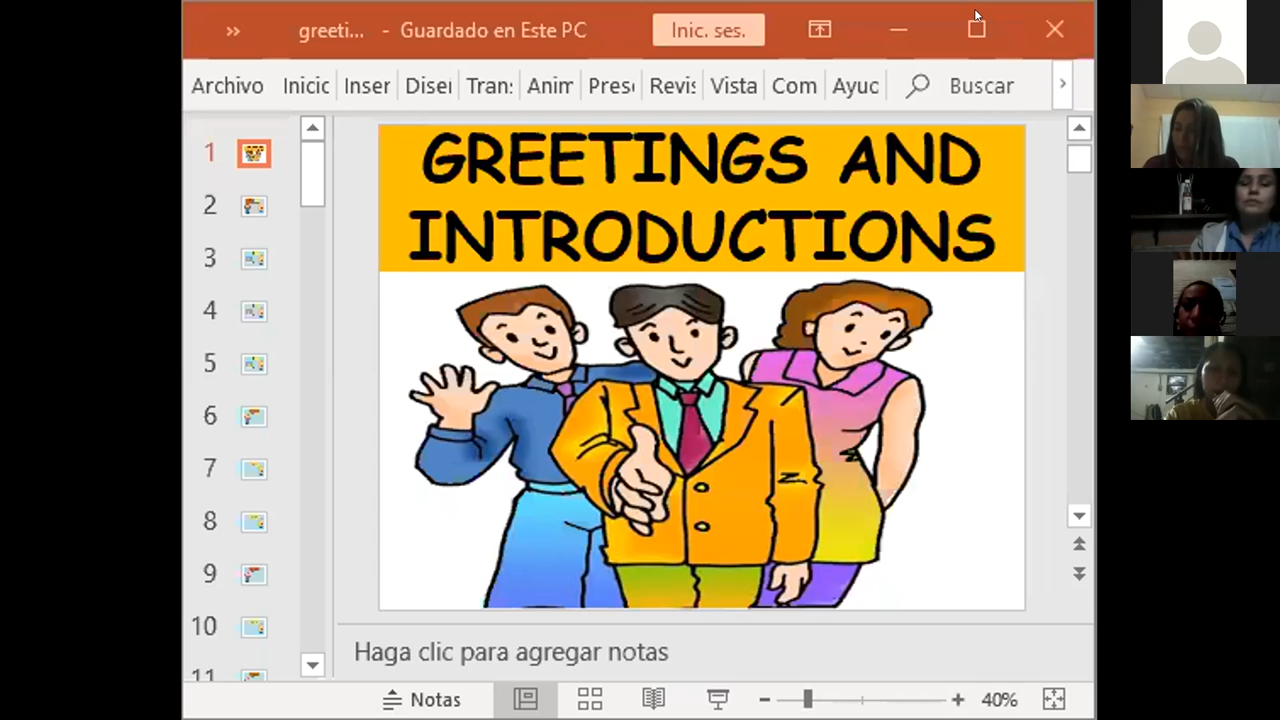 greeti... - Guardado en Este PC Inic. ses.
Archivo Inicic Inser Disei Tran: Anim Prese Revis Vista Com Ayuc Buscar
1
2
3
4
5
6
7
8
9
10
11
GREETINGS AND
INTRODUCTIONS
Haga clic para agregar notas
Notas 40%